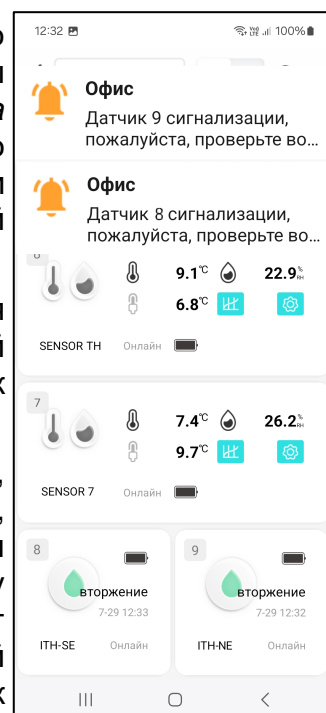 12:32 100%
Офис
Датчик 9 сигнализации,
пожалуйста, проверьте во...
Офис
Датчик 8 сигнализации,
пожалуйста, проверьте во...
9.1℃ 22.9%RH
6.8℃
SENSOR TH Онлайн
7
7.4℃ 26.2%RH
9.7℃
SENSOR 7 Онлайн
8
вторжение
7-29 12:33
ITH-SE Онлайн
9
вторжение
7-29 12:32
ITH-NE Онлайн